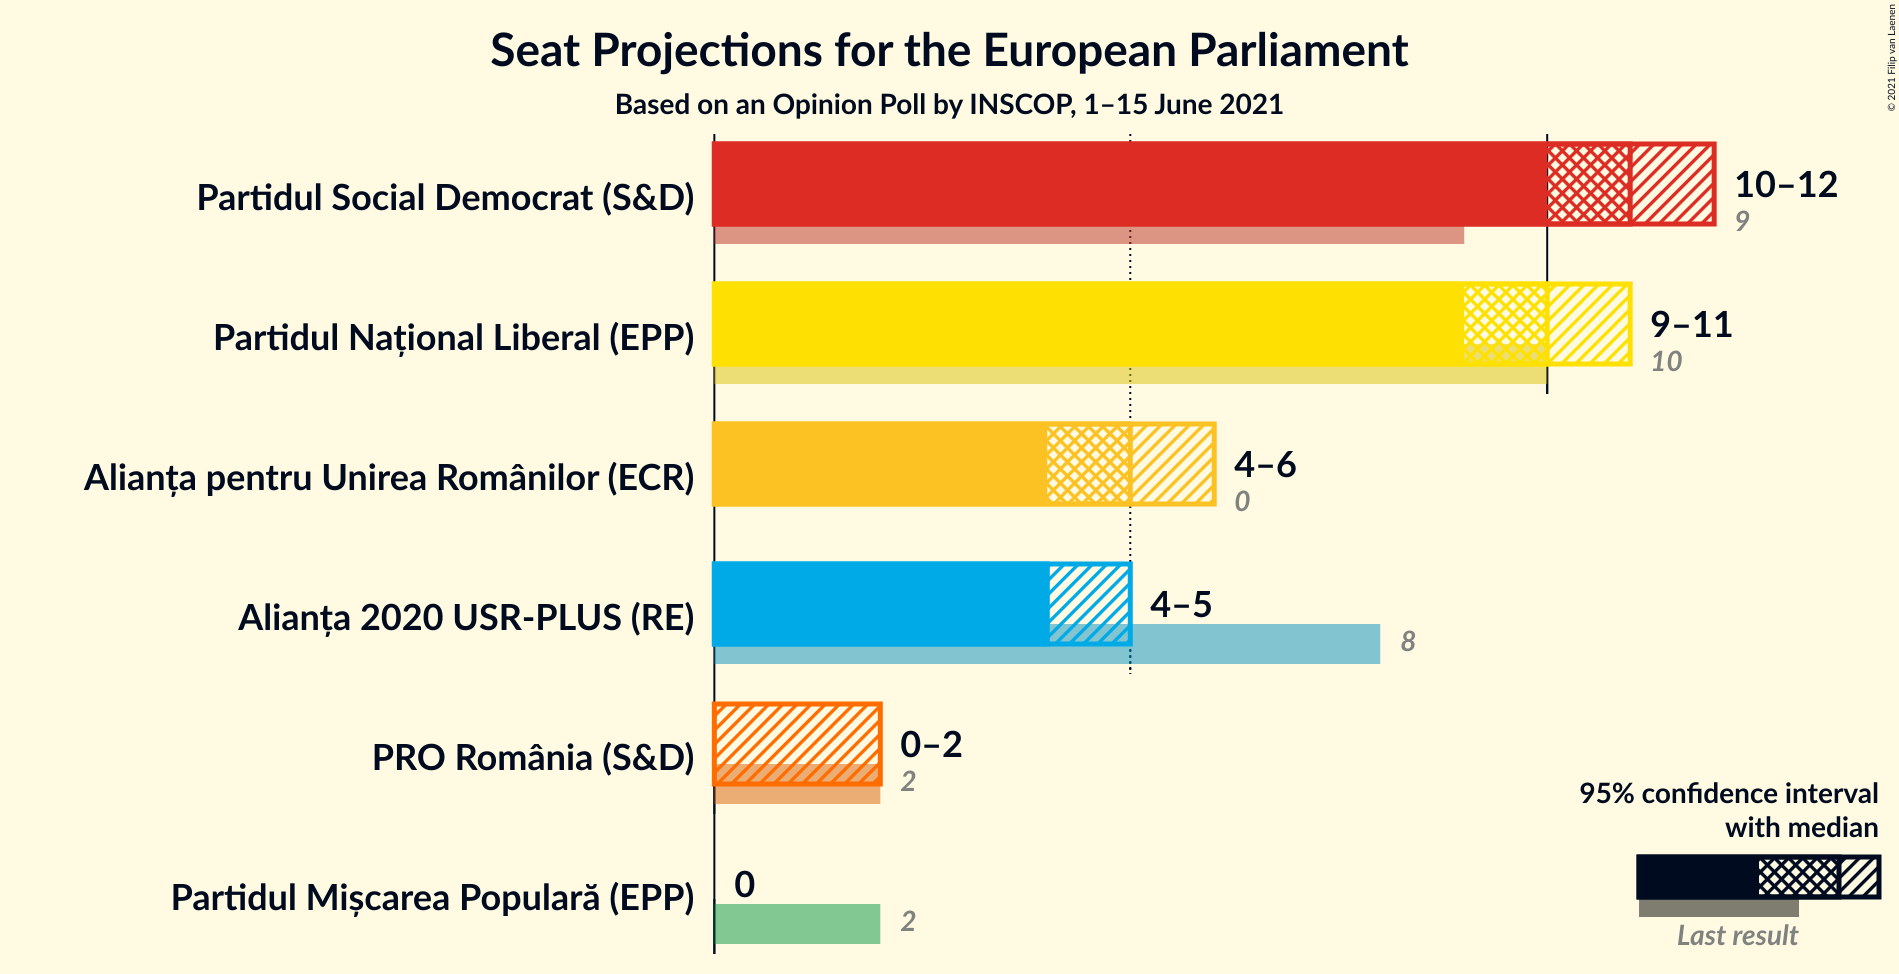 Seat Projections for the European Parliament
Based on an Opinion Poll by INSCOP, 1–15 June 2021
© 2021 Filip van Laenen
Partidul Social Democrat (S&D)
10–12
9
Partidul Național Liberal (EPP)
9–11
10
Alianța pentru Unirea Românilor (ECR)
4–6
0
Alianța 2020 USR-PLUS (RE)
4–5
8
PRO România (S&D)
0–2
2
Partidul Mișcarea Populară (EPP)
0
2
95% confidence interval
with median
Last result